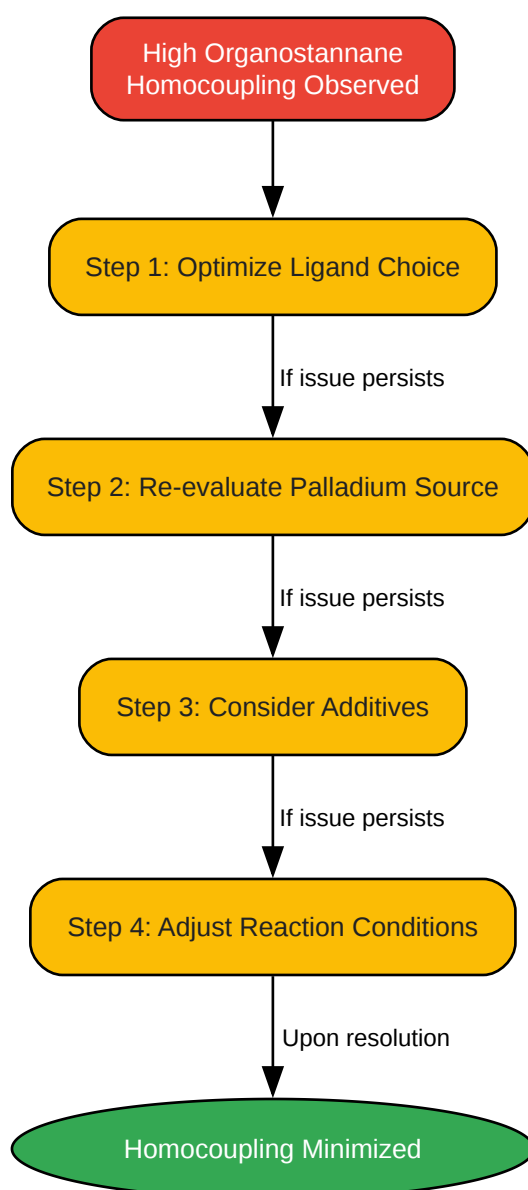 High Organostannane
Homocoupling Observed
Step 1: Optimize Ligand Choice
If issue persists
Step 2: Re-evaluate Palladium Source
If issue persists
Step 3: Consider Additives
If issue persists
Step 4: Adjust Reaction Conditions
Upon resolution
Homocoupling Minimized